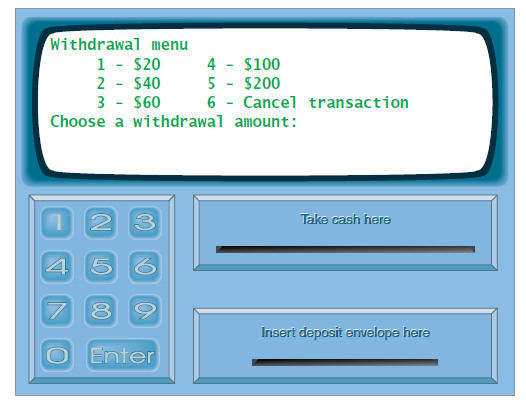 Withdrawal menu
1 - $20 4 - $100
2 - $40 5 - $200
3 - $60 6 - Cancel transaction
Choose a withdrawal amount:
1 2 3
Take cash here
4 5 6
7 8 9
Insert deposit envelope here
0 Enter